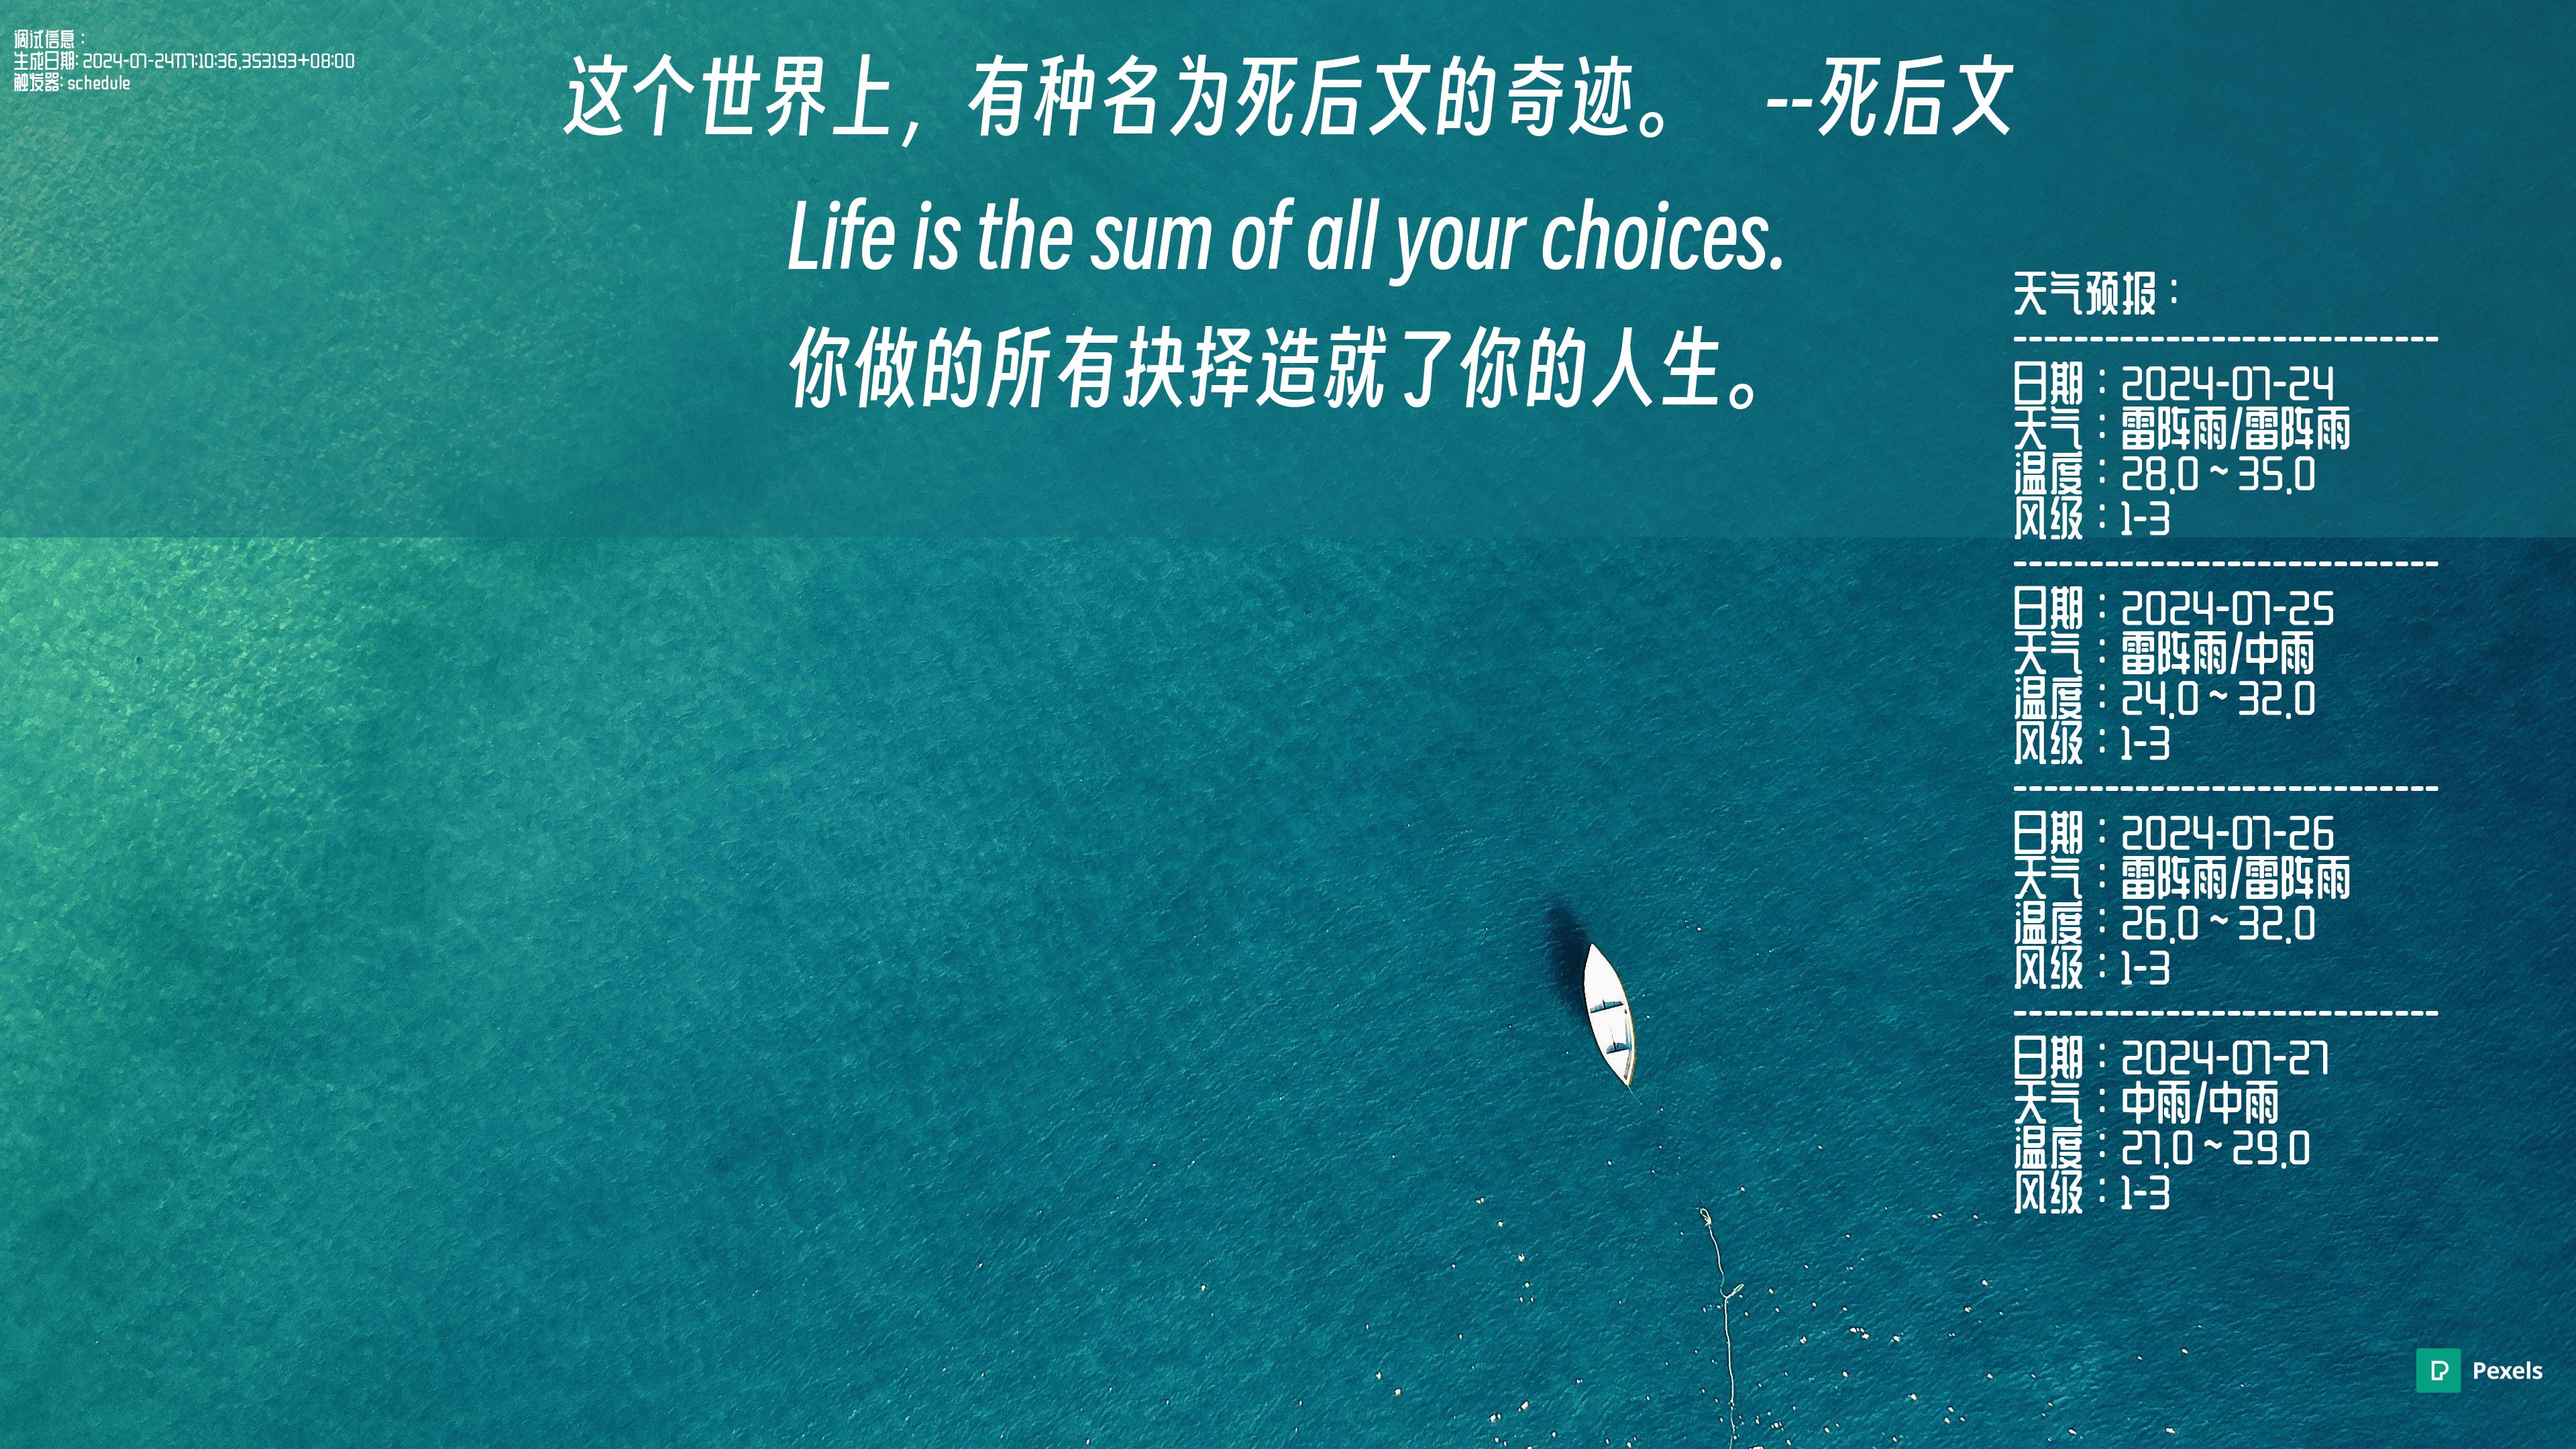 调试信息：
生成日期: 2024-07-24T17:10:36.353193+08:00
触发器: schedule
这个世界上，有种名为死后文的奇迹。 --死后文
Life is the sum of all your choices.
你做的所有抉择造就了你的人生。
天气预报：
----------------------------
日期：2024-07-24
天气：雷阵雨/雷阵雨
温度：28.0 ~ 35.0
风级：1-3
----------------------------
日期：2024-07-25
天气：雷阵雨/中雨
温度：24.0 ~ 32.0
风级：1-3
----------------------------
日期：2024-07-26
天气：雷阵雨/雷阵雨
温度：26.0 ~ 32.0
风级：1-3
----------------------------
日期：2024-07-27
天气：中雨/中雨
温度：27.0 ~ 29.0
风级：1-3
Pexels